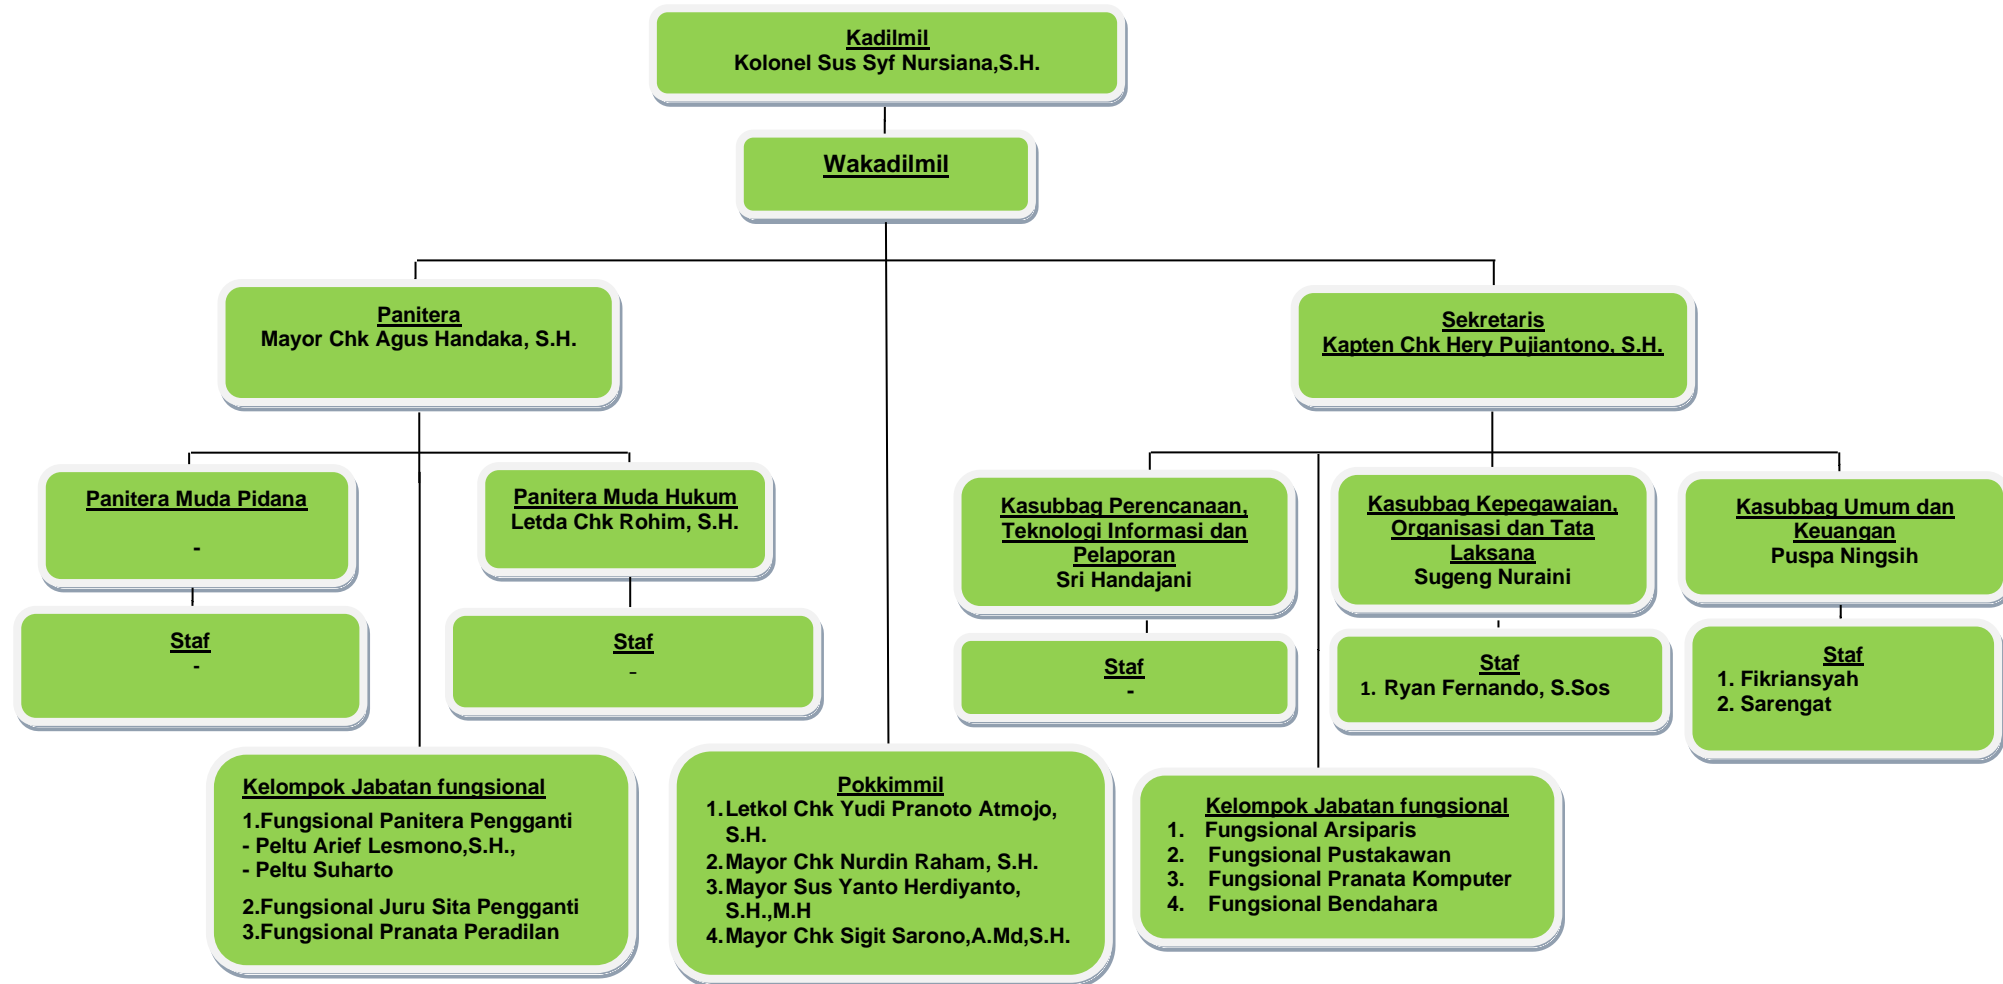 Kadilmil
Kolonel Sus Syf Nursiana,S.H.
Wakadilmil
Panitera
Mayor Chk Agus Handaka, S.H.
Sekretaris
Kapten Chk Hery Pujiantono, S.H.
Panitera Muda Pidana
-
Panitera Muda Hukum
Letda Chk Rohim, S.H.
Kasubbag Perencanaan,
Teknologi Informasi dan
Pelaporan
Sri Handajani
Kasubbag Kepegawaian,
Organisasi dan Tata
Laksana
Sugeng Nuraini
Kasubbag Umum dan
Keuangan
Puspa Ningsih
Staf
-
Staf
-
Staf
-
Staf
1. Ryan Fernando, S.Sos
Staf
1. Fikriansyah
2. Sarengat
Kelompok Jabatan fungsional
1.Fungsional Panitera Pengganti
- Peltu Arief Lesmono,S.H.,
- Peltu Suharto
2.Fungsional Juru Sita Pengganti
3.Fungsional Pranata Peradilan
Pokkimmil
1.Letkol Chk Yudi Pranoto Atmojo,
S.H.
2.Mayor Chk Nurdin Raham, S.H.
3.Mayor Sus Yanto Herdiyanto,
S.H.,M.H
4.Mayor Chk Sigit Sarono,A.Md,S.H.
Kelompok Jabatan fungsional
1. Fungsional Arsiparis
2. Fungsional Pustakawan
3. Fungsional Pranata Komputer
4. Fungsional Bendahara